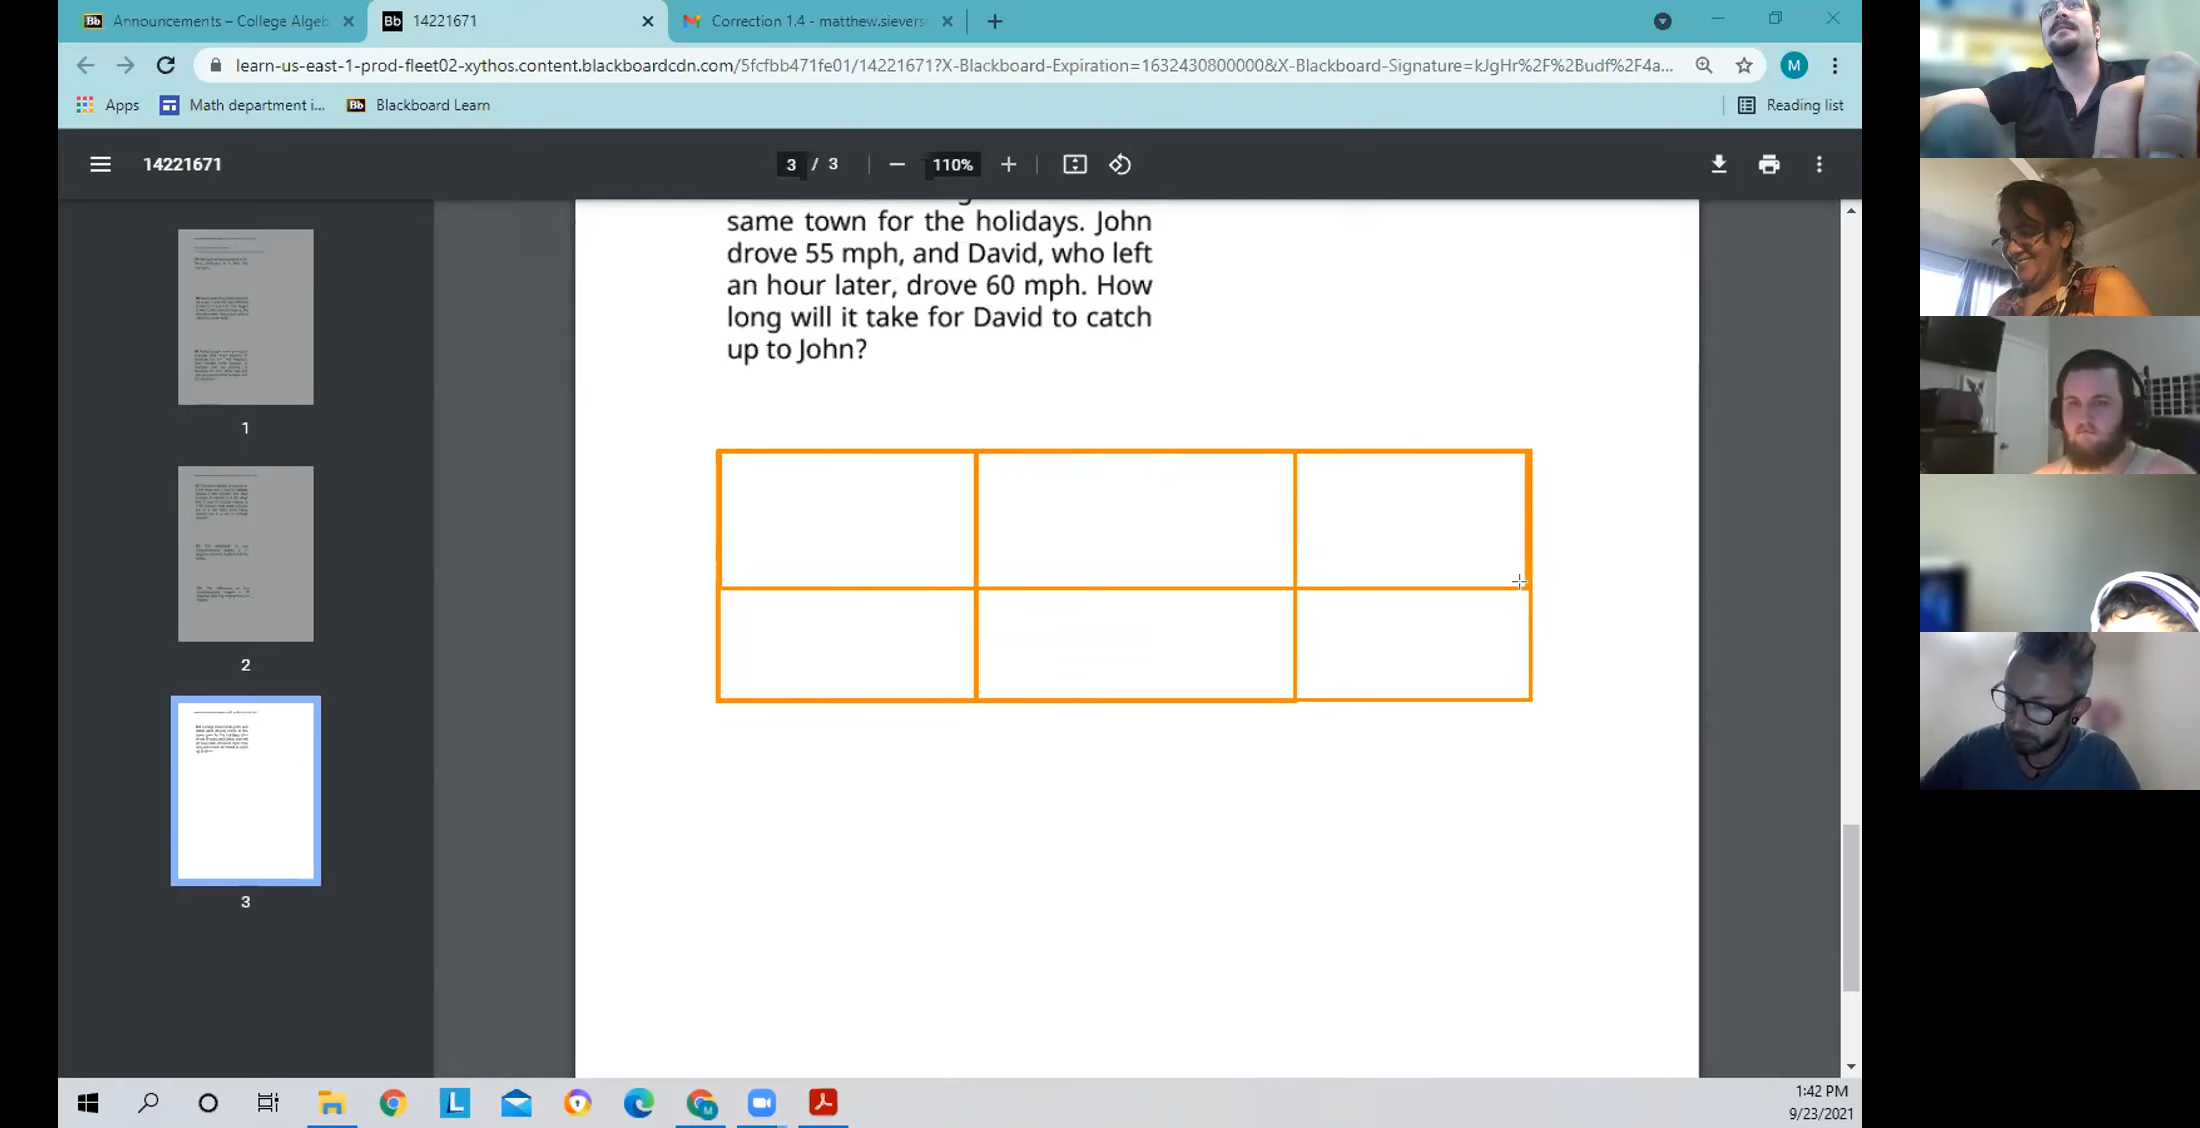 Announcements – College Algeb
14221671
Correction 1.4 - matthew.sievers
learn-us-east-1-prod-fleet02-xythos.content.blackboardcdn.com/5fcfbb471fe01/14221671?X-Blackboard-Expiration=1632430800000&X-Blackboard-Signature=kJgHr%2F%2Budf%2F4a...
M
Apps
Math department i...
Blackboard Learn
Reading list
14221671
3 / 3
110%
same town for the holidays. John
drove 55 mph, and David, who left
an hour later, drove 60 mph. How
long will it take for David to catch
up to John?
1
2
3
1:42 PM
9/23/2021